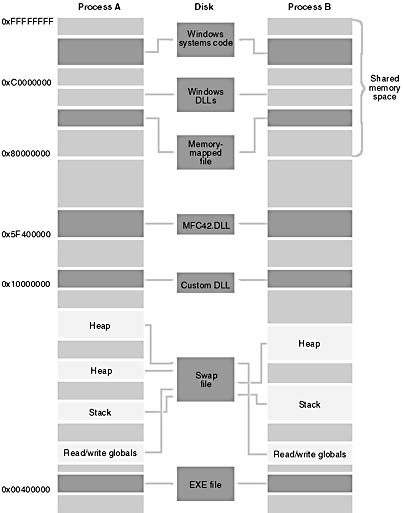 Process A
Disk
Process B
0xFFFFFFFF
Windows
systems code
0xC0000000
Windows
DLLs
Shared
memory
space
Memory-
mapped
file
0x80000000
MFC42.DLL
0x5F400000
0x10000000
Custom DLL
Heap
Heap
Heap
Swap
file
Stack
Stack
Read/write globals
Read/write globals
0x00400000
EXE file